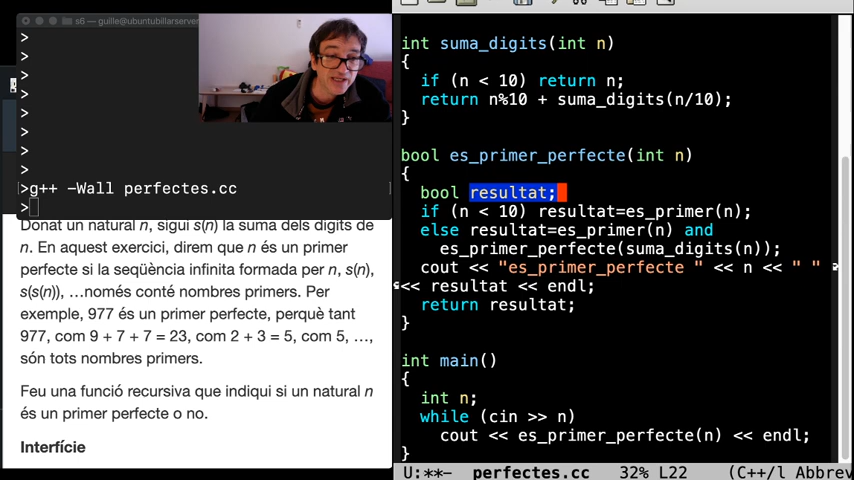 s6 — guille@ubuntubillarserver
>
>
>
>
>
>
>
>
>g++ -Wall perfectes.cc
>
Donat un natural n, sigui s(n) la suma dels dígits de
n. En aquest exercici, direm que n és un primer
perfecte si la seqüència infinita formada per n, s(n),
s(s(n)), …només conté nombres primers. Per
exemple, 977 és un primer perfecte, perquè tant
977, com 9 + 7 + 7 = 23, com 2 + 3 = 5, com 5, …,
són tots nombres primers.
Feu una funció recursiva que indiqui si un natural n
és un primer perfecte o no.
Interfície
int suma_digits(int n)
{
if (n < 10) return n;
return n%10 + suma_digits(n/10);
}
bool es_primer_perfecte(int n)
{
bool resultat;
if (n < 10) resultat=es_primer(n);
else resultat=es_primer(n) and
es_primer_perfecte(suma_digits(n));
cout << "es_primer_perfecte " << n << " "
<< resultat << endl;
return resultat;
}
int main()
{
int n;
while (cin >> n)
cout << es_primer_perfecte(n) << endl;
}
U:**- perfectes.cc 32% L22 (C++/l Abbrev